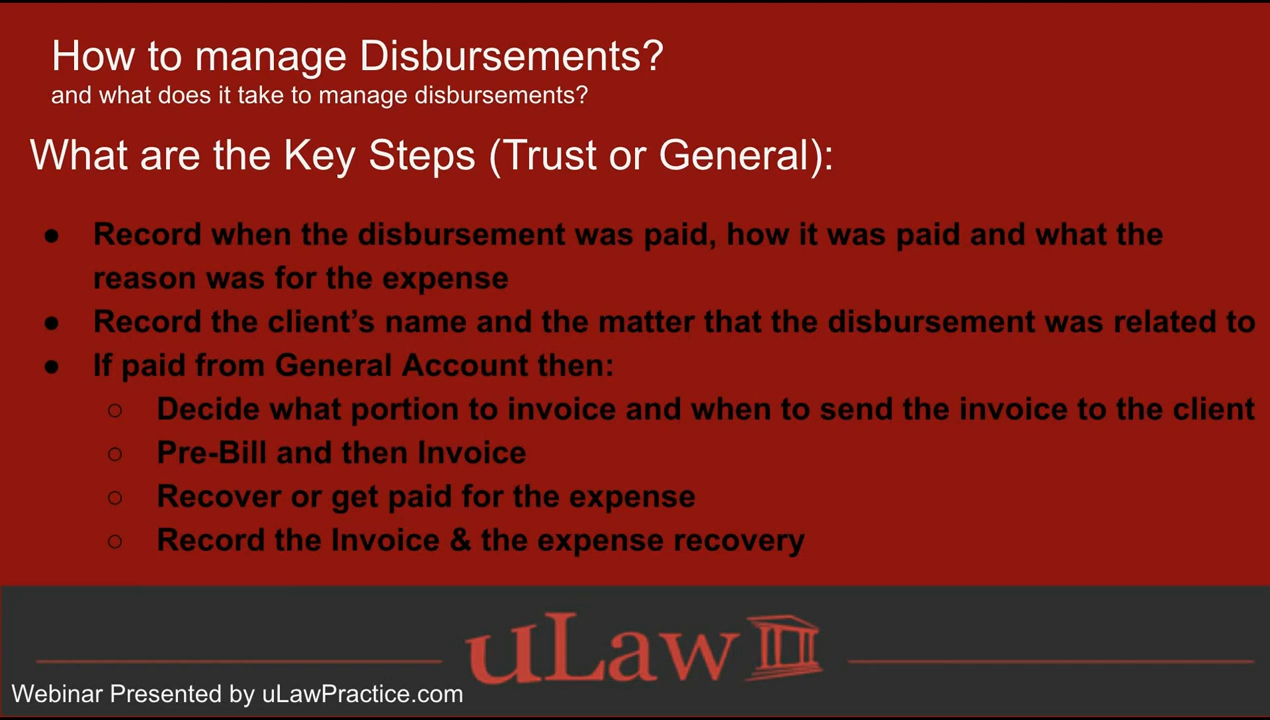 How to manage Disbursements?
and what does it take to manage disbursements?
What are the Key Steps (Trust or General):
● Record when the disbursement was paid, how it was paid and what the
reason was for the expense
● Record the client’s name and the matter that the disbursement was related to
● If paid from General Account then:
○ Decide what portion to invoice and when to send the invoice to the client
○ Pre-Bill and then Invoice
○ Recover or get paid for the expense
○ Record the Invoice & the expense recovery
uLaw
Webinar Presented by uLawPractice.com